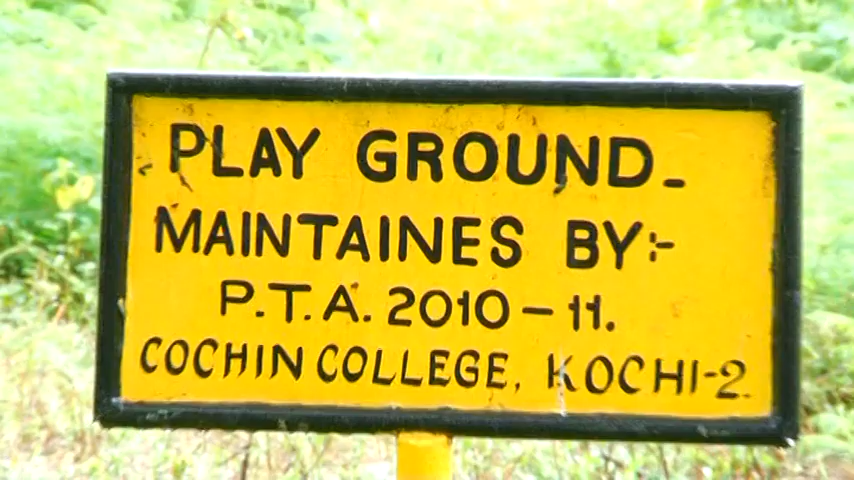 PLAY GROUND-
MAINTAINES BY:-
P.T.A. 2010-11.
COCHIN COLLEGE, KOCHI-2.